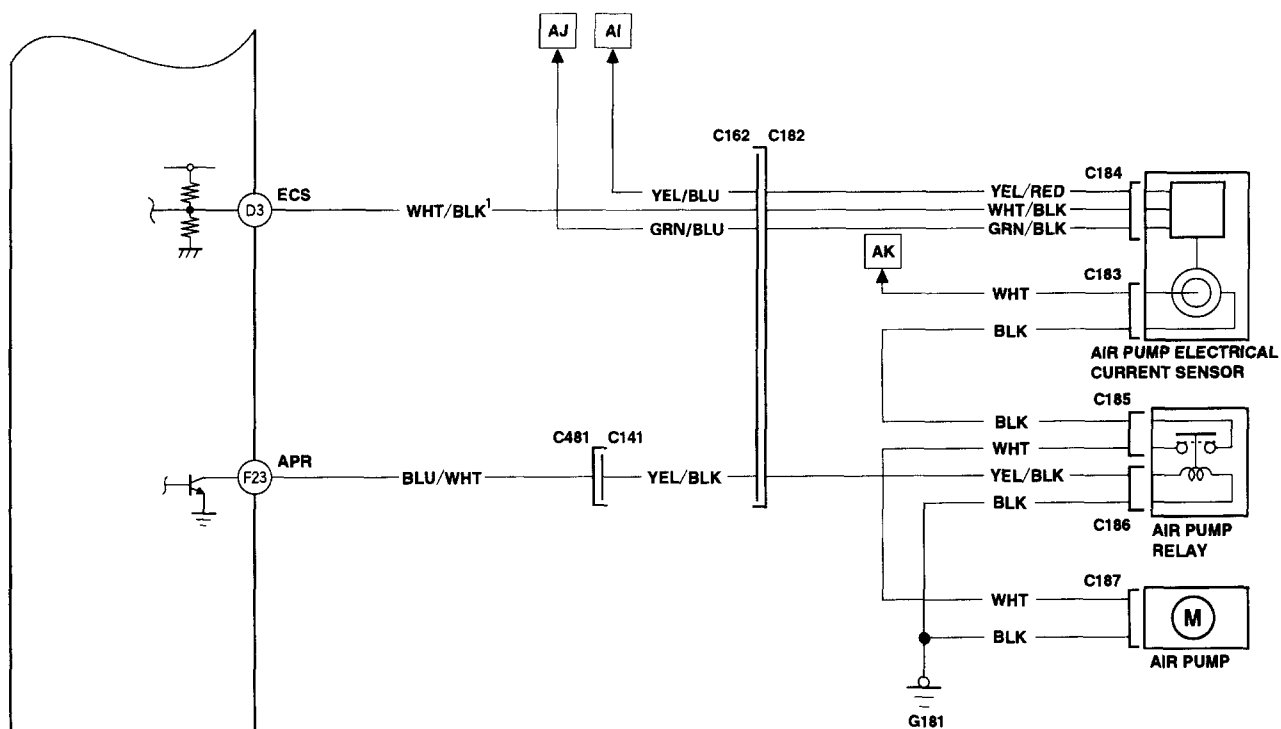 AJ AI
C162 C182
C184
ECS
D3
YEL/BLU YEL/RED
WHT/BLK¹ WHT/BLK
GRN/BLU GRN/BLK
AK
C183
WHT
BLK
AIR PUMP ELECTRICAL
CURRENT SENSOR
C185
BLK
C481 C141
WHT
APR
F23
BLU/WHT YEL/BLK YEL/BLK
BLK
C186
AIR PUMP
RELAY
C187
WHT
M
BLK
AIR PUMP
G181